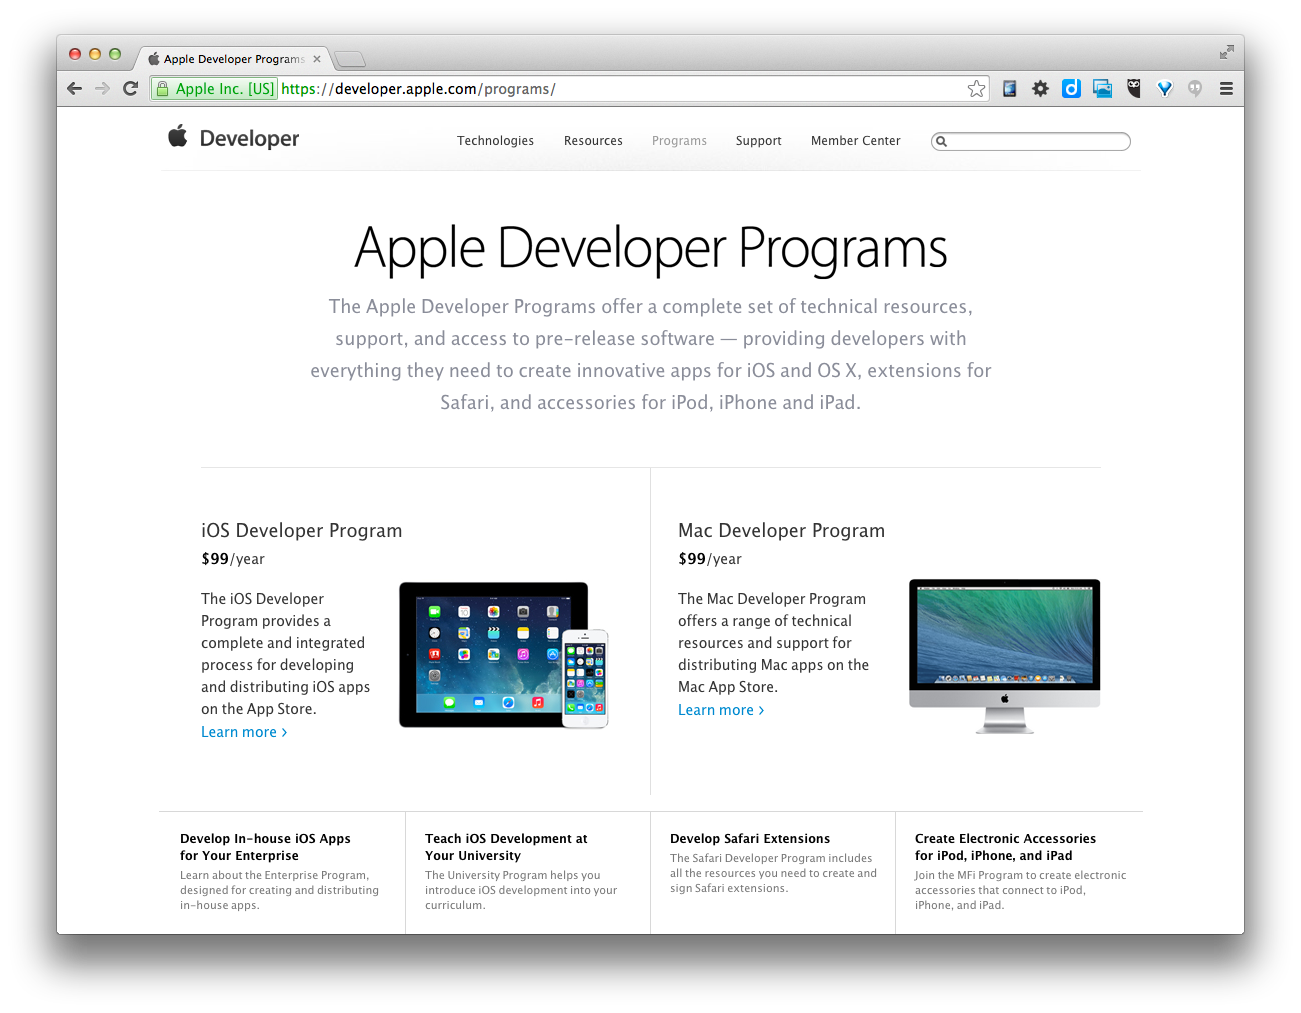 Apple Developer Programs
Apple Inc. [US] https://developer.apple.com/programs/
Developer
Technologies
Resources
Programs
Support
Member Center
Apple Developer Programs
The Apple Developer Programs offer a complete set of technical resources,
support, and access to pre-release software — providing developers with
everything they need to create innovative apps for iOS and OS X, extensions for
Safari, and accessories for iPod, iPhone and iPad.
iOS Developer Program
$99/year
The iOS Developer
Program provides a
complete and integrated
process for developing
and distributing iOS apps
on the App Store.
Learn more ›
Mac Developer Program
$99/year
The Mac Developer Program
offers a range of technical
resources and support for
distributing Mac apps on the
Mac App Store.
Learn more ›
Develop In-house iOS Apps
for Your Enterprise
Learn about the Enterprise Program,
designed for creating and distributing
in-house apps.
Teach iOS Development at
Your University
The University Program helps you
introduce iOS development into your
curriculum.
Develop Safari Extensions
The Safari Developer Program includes
all the resources you need to create and
sign Safari extensions.
Create Electronic Accessories
for iPod, iPhone, and iPad
Join the MFi Program to create electronic
accessories that connect to iPod,
iPhone, and iPad.